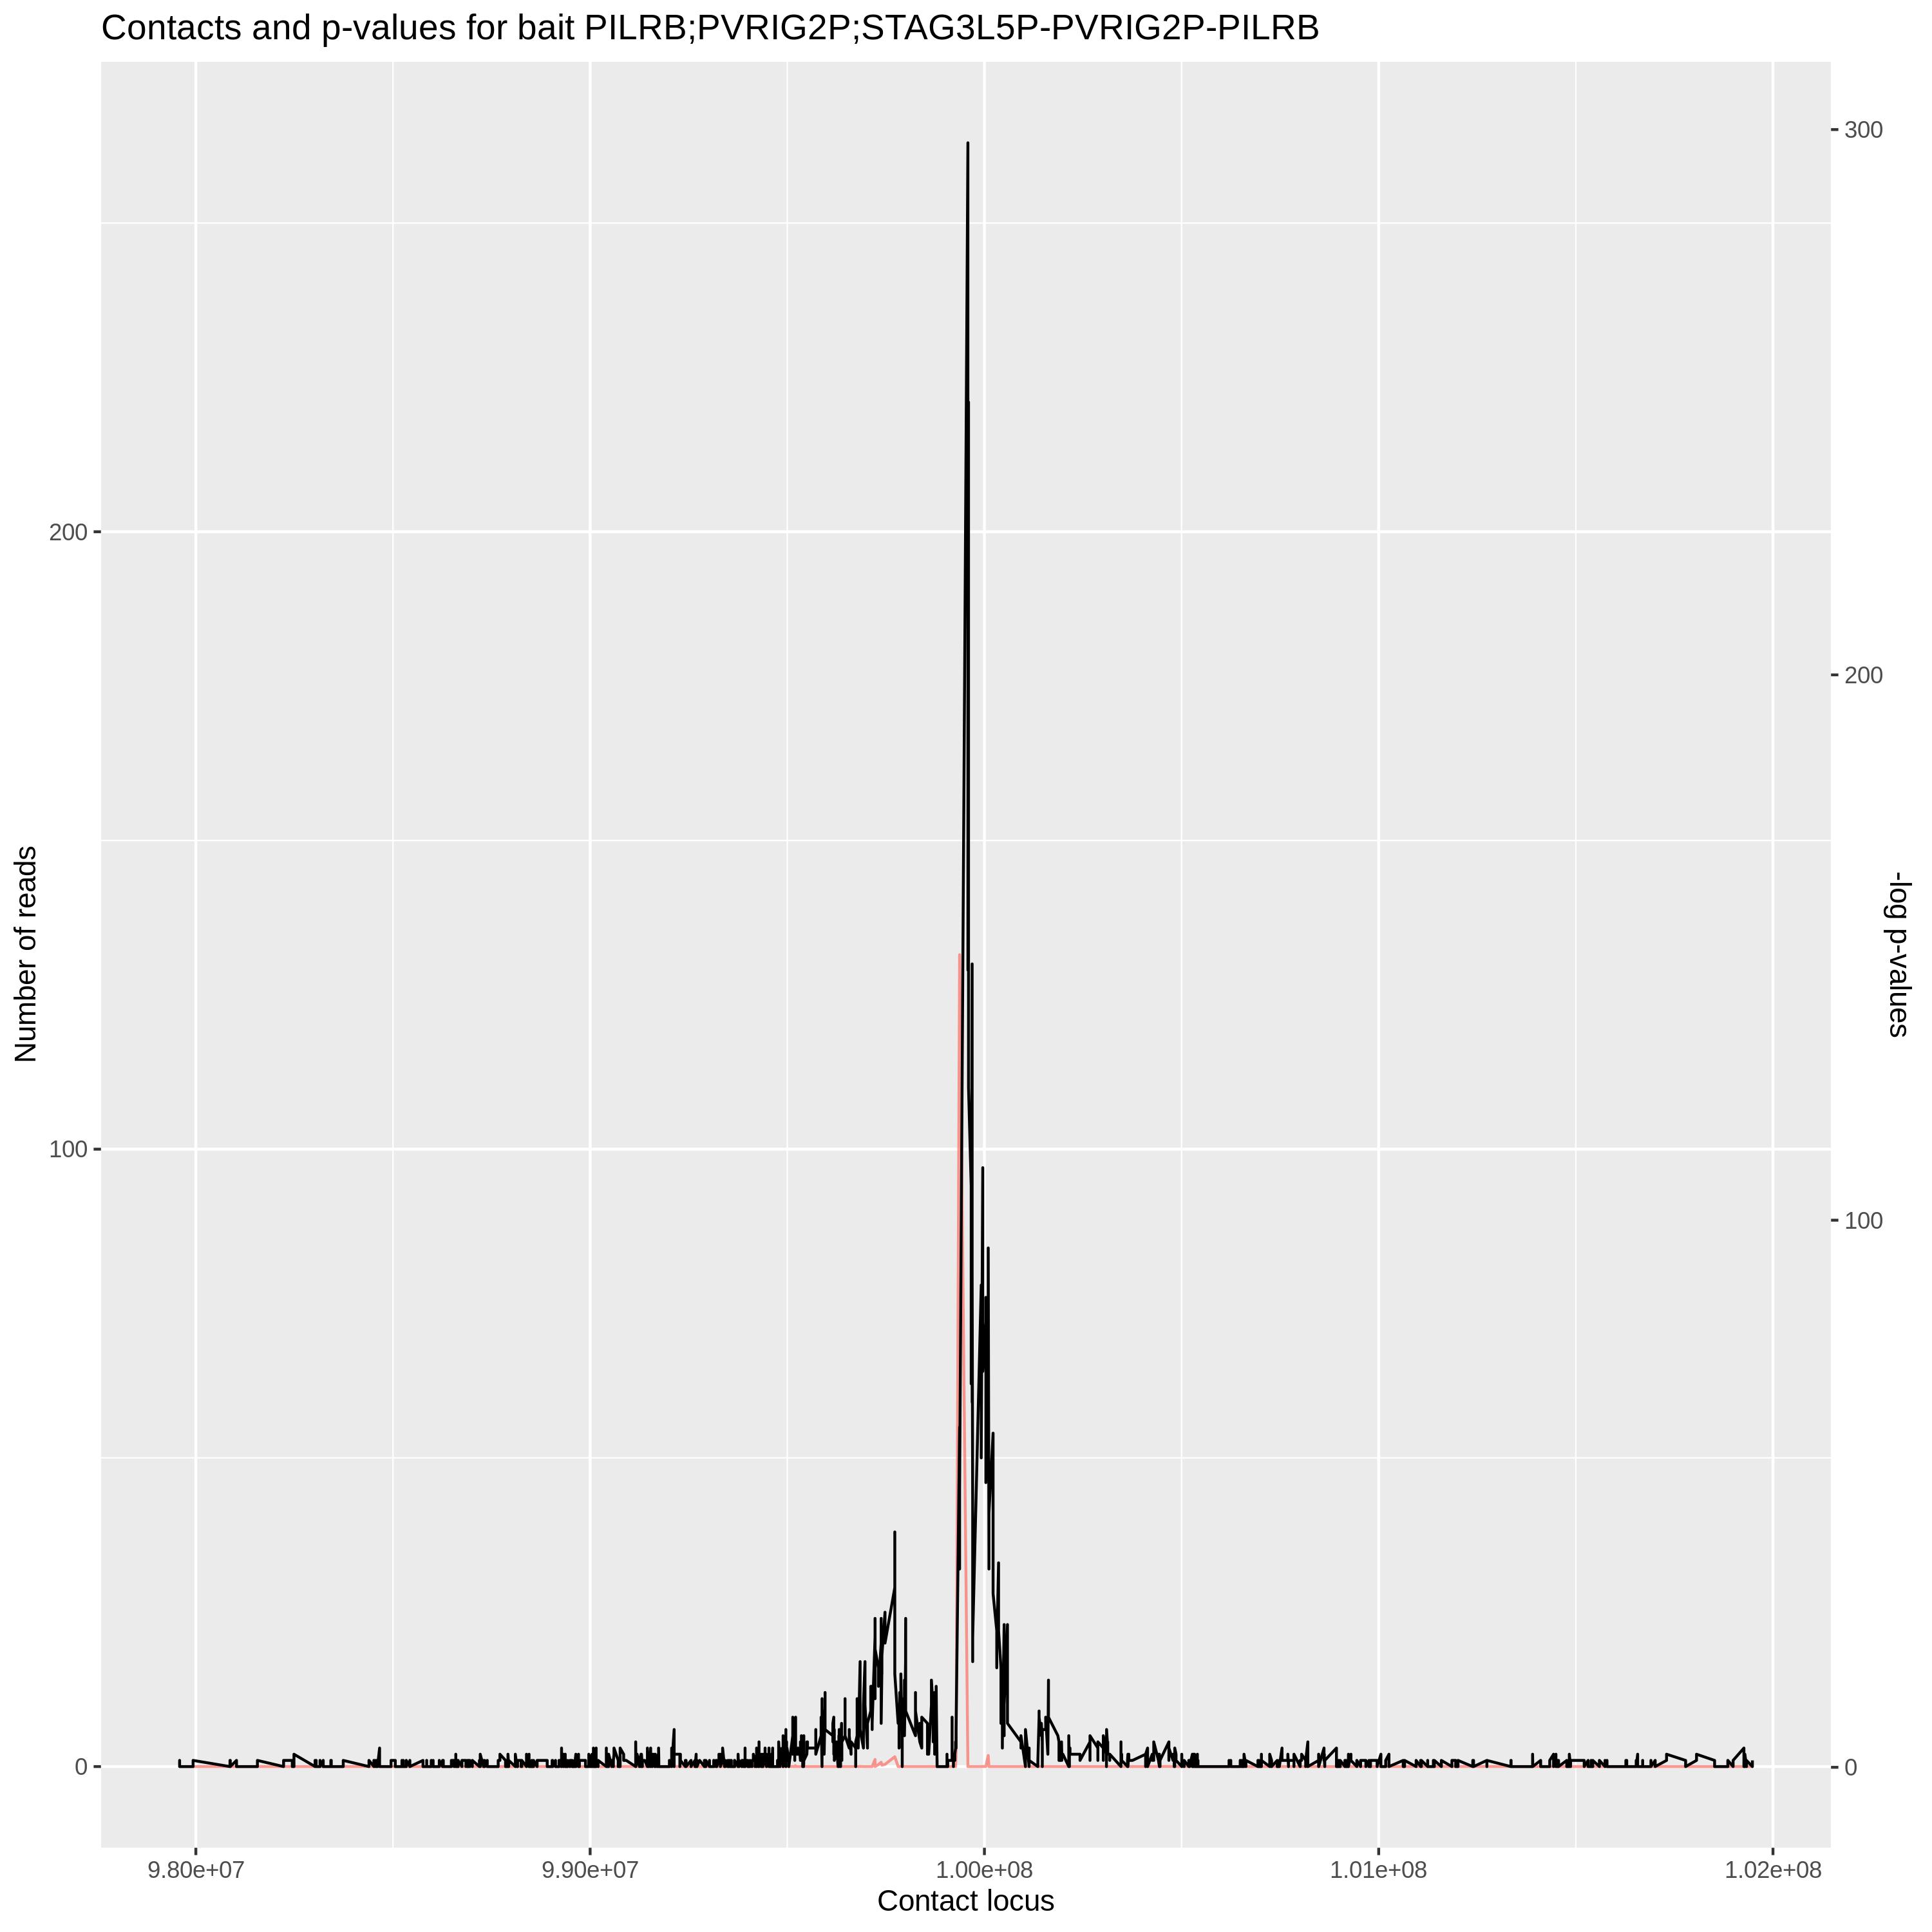 Contacts and p-values for bait PILRB;PVRIG2P;STAG3L5P-PVRIG2P-PILRB
300
200
200
100
100
0
0
Number of reads
-log p-values
9.80e+07
9.90e+07
1.00e+08
1.01e+08
1.02e+08
Contact locus